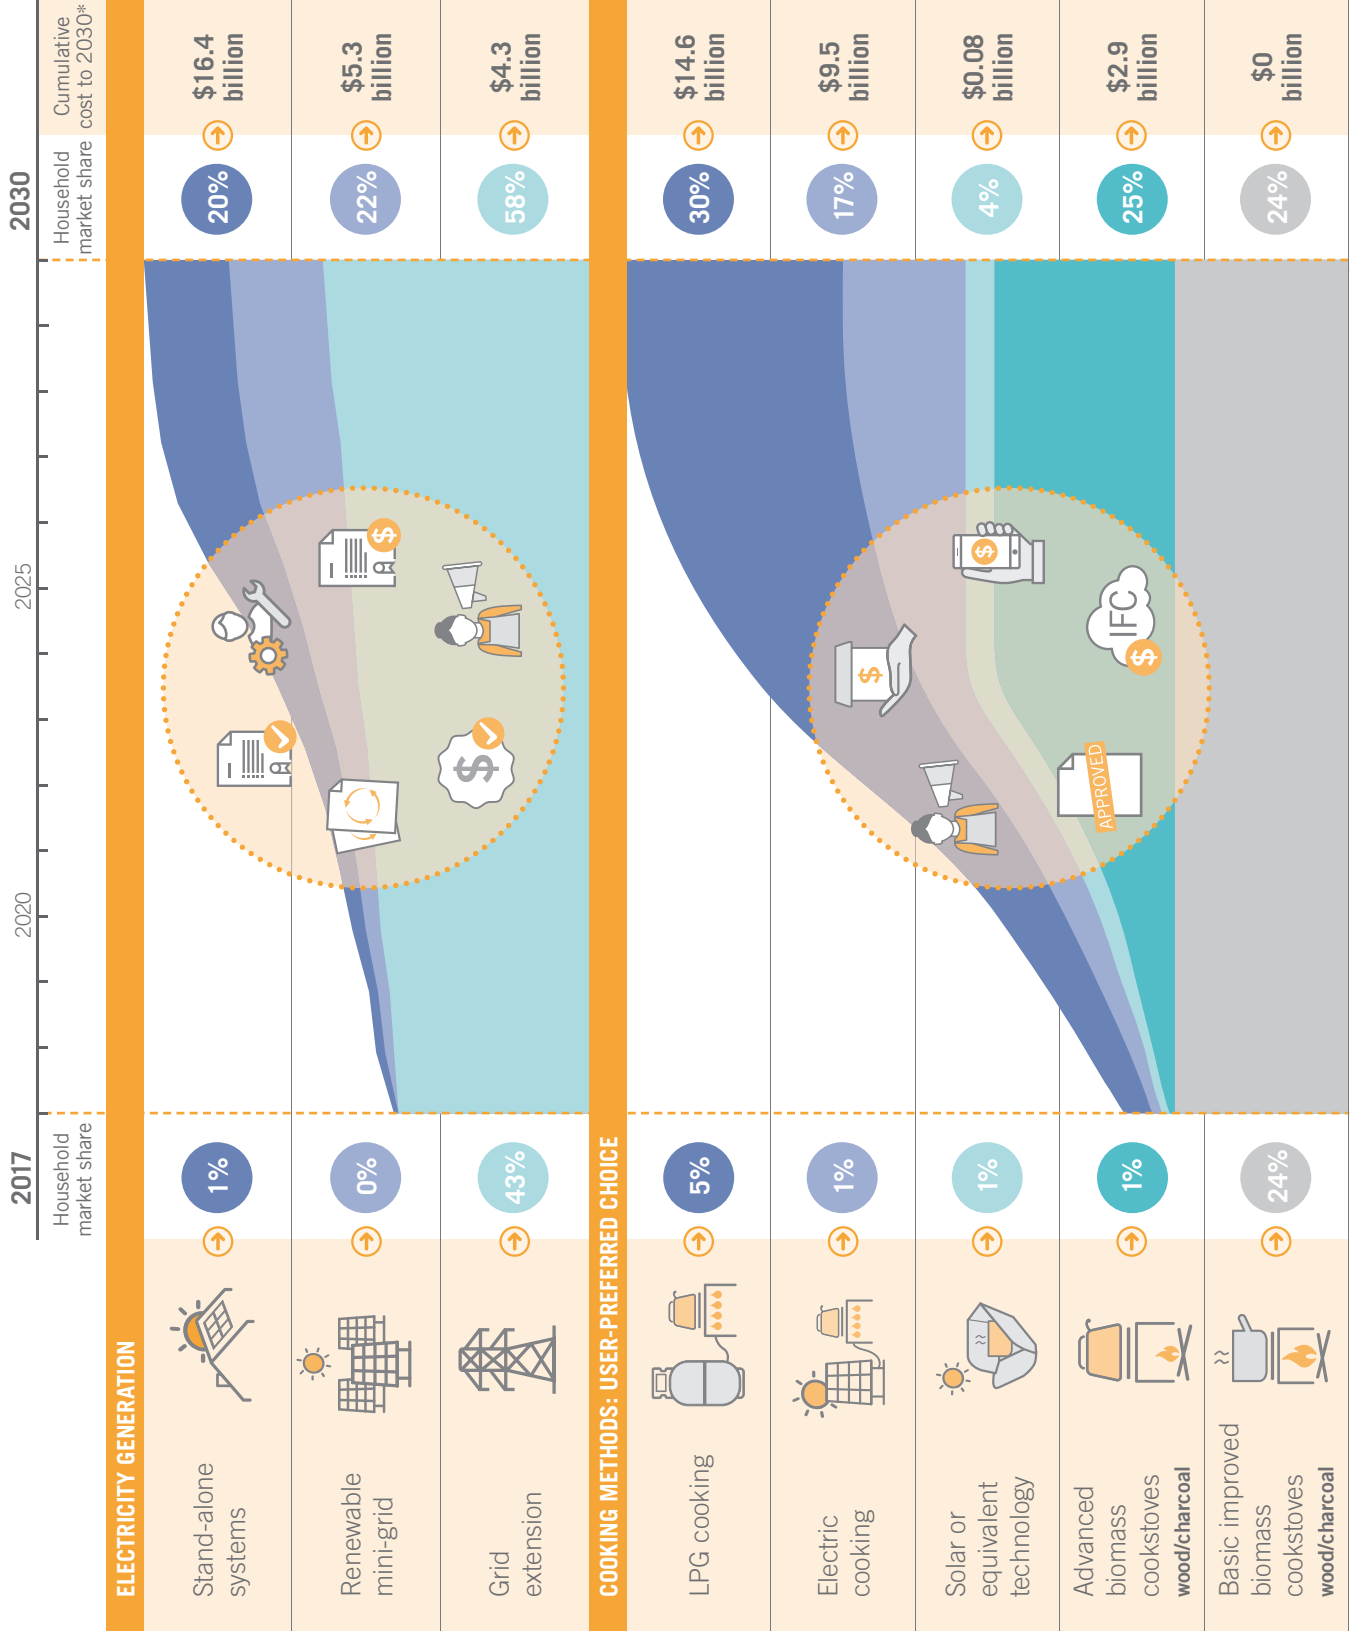 2017
2020
2025
2030
Household
market share
Household
market share
Cumulative
cost to 2030*
ELECTRICITY GENERATION
Stand-alone
systems
1%
20%
$16.4
billion
Renewable
mini-grid
0%
22%
$5.3
billion
Grid
extension
43%
58%
$4.3
billion
$
$
COOKING METHODS: USER-PREFERRED CHOICE
LPG cooking
5%
30%
$14.6
billion
Electric
cooking
1%
17%
$9.5
billion
Solar or
equivalent
technology
1%
4%
$0.08
billion
Advanced
biomass
cookstoves
wood/charcoal
1%
25%
$2.9
billion
Basic improved
biomass
cookstoves
wood/charcoal
24%
24%
$0
billion
$
$
APPROVED
IFC
$